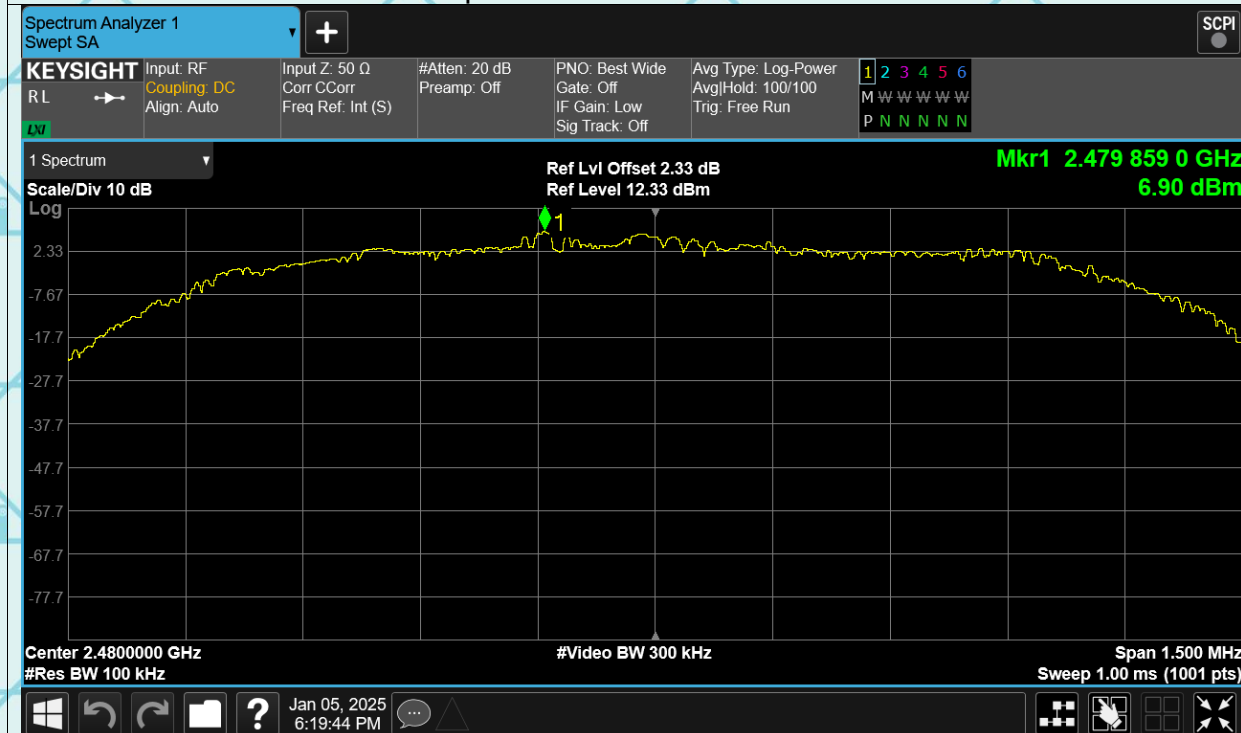 Spectrum Analyzer 1
Swept SA
+
SCPI
KEYSIGHT
R L
LXI
Input: RF
Coupling: DC
Align: Auto
Input Z: 50 Ω
Corr CCorr
Freq Ref: Int (S)
#Atten: 20 dB
Preamp: Off
PNO: Best Wide
Gate: Off
IF Gain: Low
Sig Track: Off
Avg Type: Log-Power
Avg|Hold: 100/100
Trig: Free Run
1 2 3 4 5 6
M W W W W W W
P N N N N N N
1 Spectrum
Scale/Div 10 dB
Ref Lvl Offset 2.33 dB
Ref Level 12.33 dBm
Mkr1 2.479 859 0 GHz
6.90 dBm
Log
1
2.33
-7.67
-17.7
-27.7
-37.7
-47.7
-57.7
-67.7
-77.7
Center 2.4800000 GHz
#Res BW 100 kHz
#Video BW 300 kHz
Span 1.500 MHz
Sweep 1.00 ms (1001 pts)
?
Jan 05, 2025
6:19:44 PM